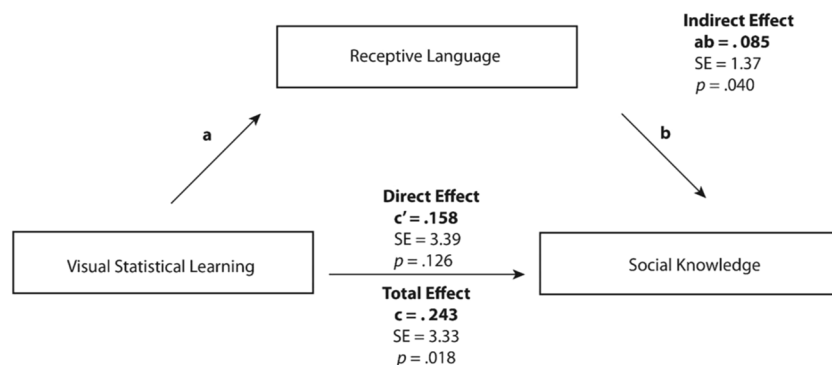 Indirect Effect
ab = .085
SE = 1.37
p = .040
Receptive Language
a
b
Direct Effect
c' = .158
SE = 3.39
p = .126
Visual Statistical Learning
Social Knowledge
Total Effect
c = .243
SE = 3.33
p = .018